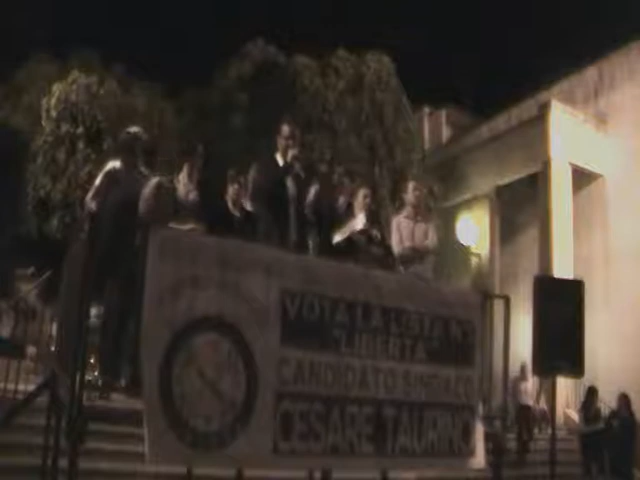 VOTA LA LISTA N°
"LIBERTA'"
CANDIDATO SINDACO
CESARE TAURINO